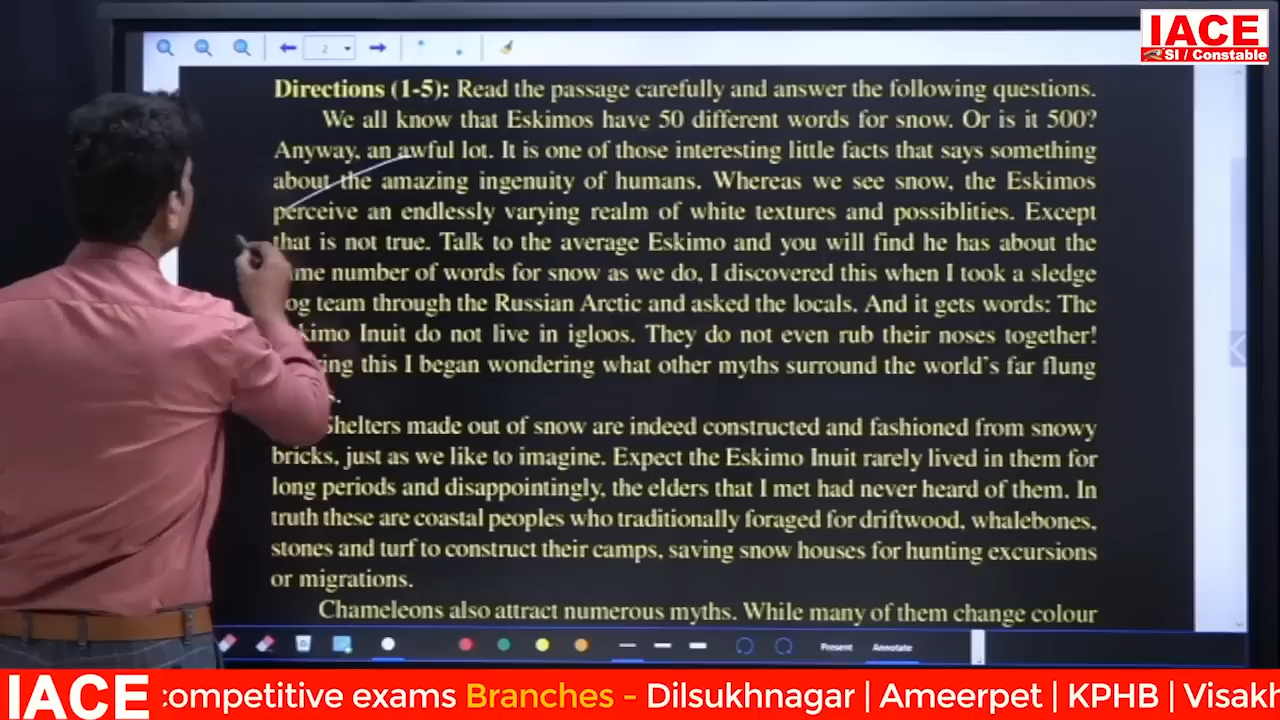 IACE
SI / Constable
2
Directions (1-5): Read the passage carefully and answer the following questions.
We all know that Eskimos have 50 different words for snow. Or is it 500?
Anyway, an awful lot. It is one of those interesting little facts that says something
about the amazing ingenuity of humans. Whereas we see snow, the Eskimos
perceive an endlessly varying realm of white textures and possiblities. Except
that is not true. Talk to the average Eskimo and you will find he has about the
number of words for snow as we do, I discovered this when I took a sledge
team through the Russian Arctic and asked the locals. And it gets words: The
Inuit do not live in igloos. They do not even rub their noses together!
this I began wondering what other myths surround the world's far flung
Shelters made out of snow are indeed constructed and fashioned from snowy
bricks, just as we like to imagine. Expect the Eskimo Inuit rarely lived in them for
long periods and disappointingly, the elders that I met had never heard of them. In
truth these are coastal peoples who traditionally foraged for driftwood, whalebones,
stones and turf to construct their camps, saving snow houses for hunting excursions
or migrations.
Chameleons also attract numerous myths. While many of them change colour
Present Annotate
IACE competitive exams Branches - Dilsukhnagar | Ameerpet | KPHB | Visakh